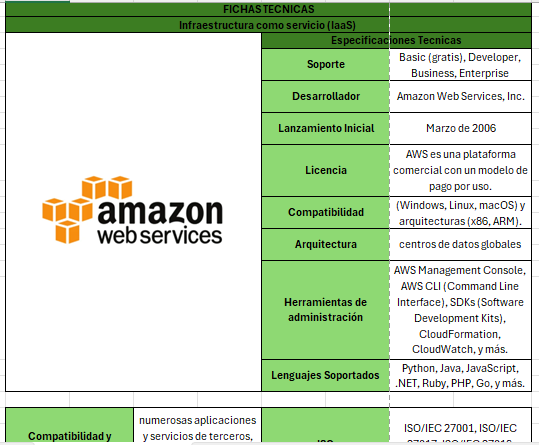 FICHAS TECNICAS
Infraestructura como servicio (IaaS)
Especificaciones Tecnicas
amazon
web services
Soporte
Basic (gratis), Developer,
Business, Enterprise
Desarrollador
Amazon Web Services, Inc.
Lanzamiento Inicial
Marzo de 2006
Licencia
AWS es una plataforma
comercial con un modelo de
pago por uso.
Compatibilidad
(Windows, Linux, macOS) y
arquitecturas (x86, ARM).
Arquitectura
centros de datos globales
Herramientas de
administración
AWS Management Console,
AWS CLI (Command Line
Interface), SDKs (Software
Development Kits),
CloudFormation,
CloudWatch, y más.
Lenguajes Soportados
Python, Java, JavaScript,
.NET, Ruby, PHP, Go, y más.
Compatibilidad y
numerosas aplicaciones
y servicios de terceros,
ISO
ISO/IEC 27001, ISO/IEC
27017, ISO/IEC 27018